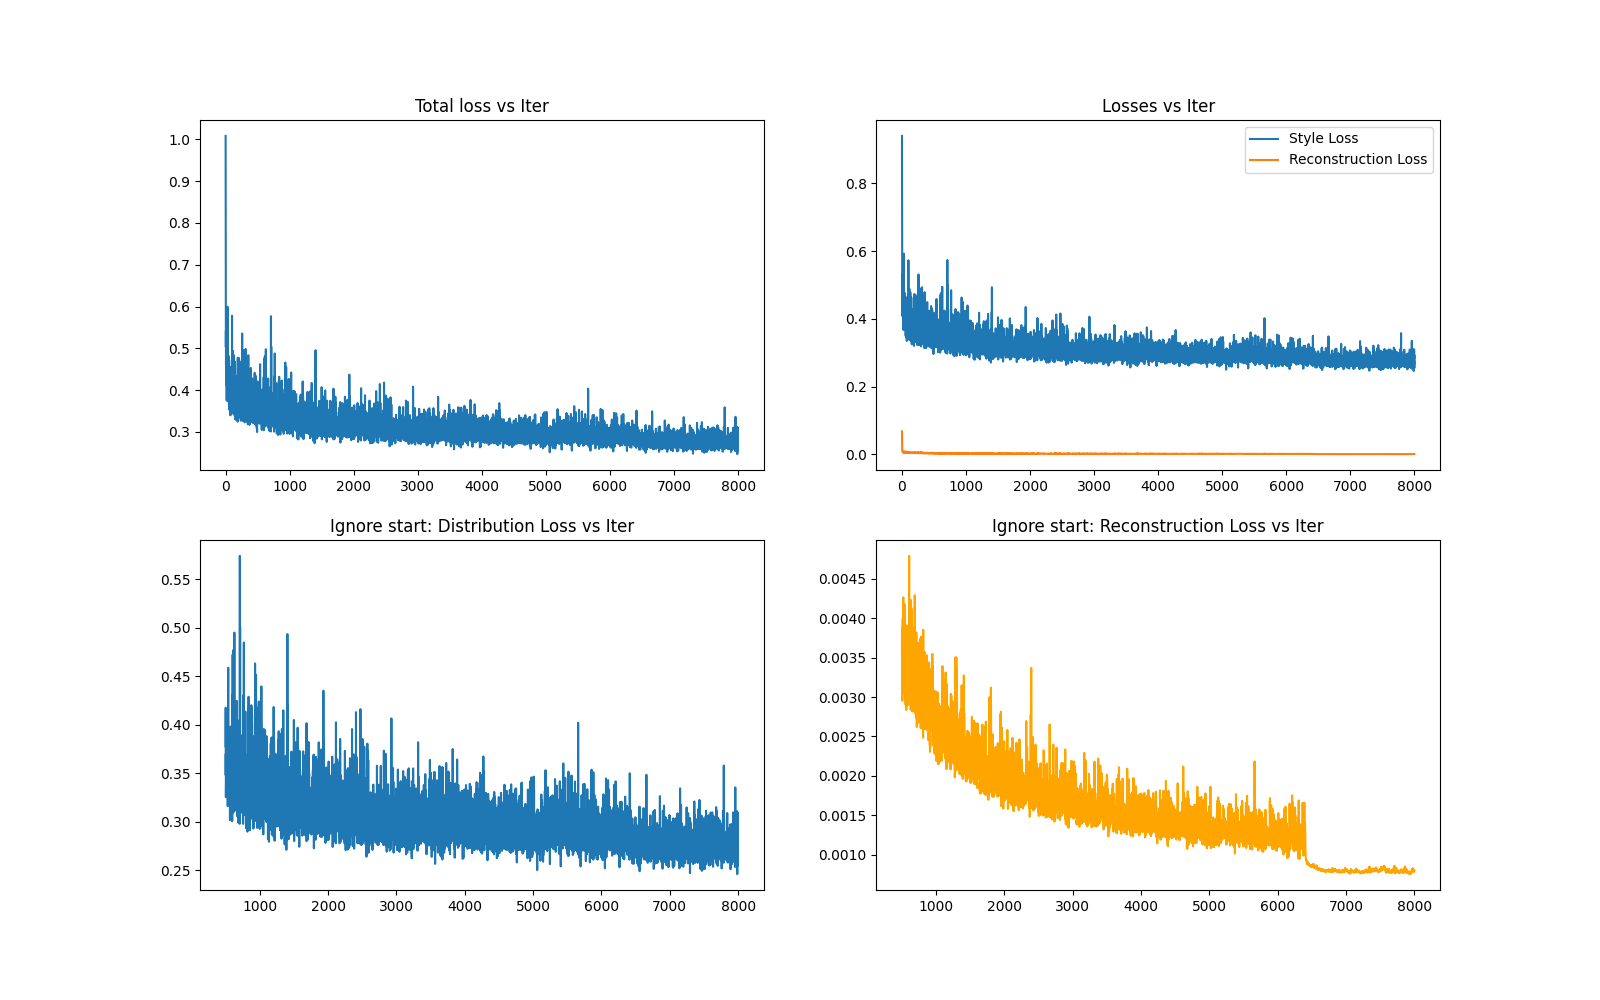 Total loss vs Iter
1.0
0.9
0.8
0.7
0.6
0.5
0.4
0.3
0 1000 2000 3000 4000 5000 6000 7000 8000
Losses vs Iter
Style Loss
Reconstruction Loss
0.8
0.6
0.4
0.2
0.0
0 1000 2000 3000 4000 5000 6000 7000 8000
Ignore start: Distribution Loss vs Iter
0.55
0.50
0.45
0.40
0.35
0.30
0.25
1000 2000 3000 4000 5000 6000 7000 8000
Ignore start: Reconstruction Loss vs Iter
0.0045
0.0040
0.0035
0.0030
0.0025
0.0020
0.0015
0.0010
1000 2000 3000 4000 5000 6000 7000 8000